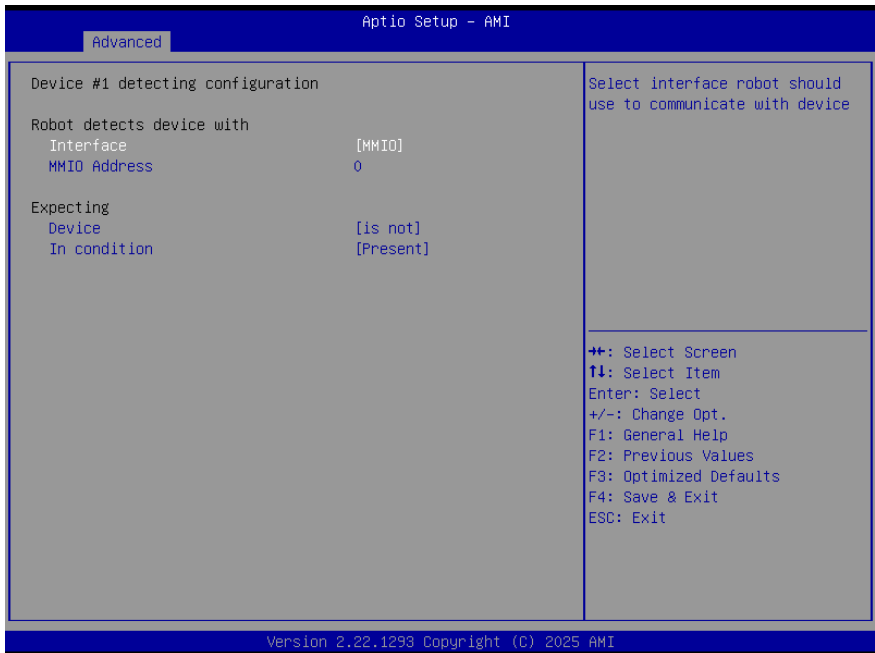 Aptio Setup – AMI
Advanced
Device #1 detecting configuration
Robot detects device with
Interface [MMIO]
MMIO Address 0
Expecting
Device [is not]
In condition [Present]
Select interface robot should
use to communicate with device
→←: Select Screen
↑↓: Select Item
Enter: Select
+/-: Change Opt.
F1: General Help
F2: Previous Values
F3: Optimized Defaults
F4: Save & Exit
ESC: Exit
Version 2.22.1293 Copyright (C) 2025 AMI